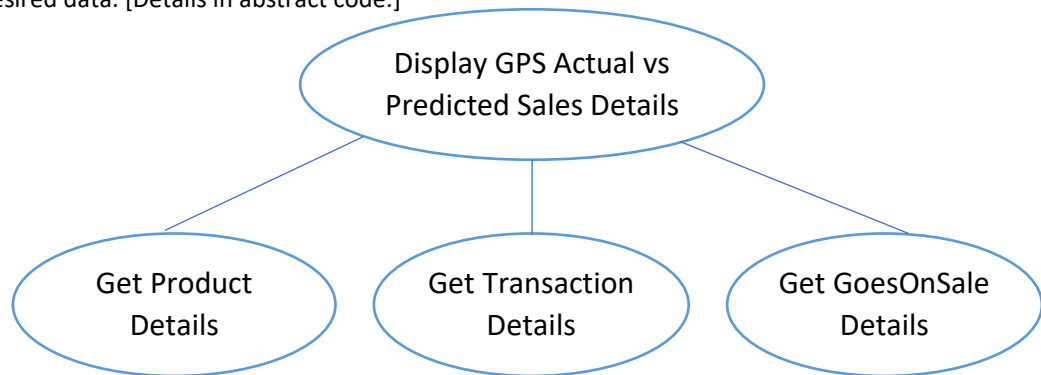 desired data. [Details in abstract code.]
Display GPS Actual vs
Predicted Sales Details
Get Product
Details
Get Transaction
Details
Get GoesOnSale
Details